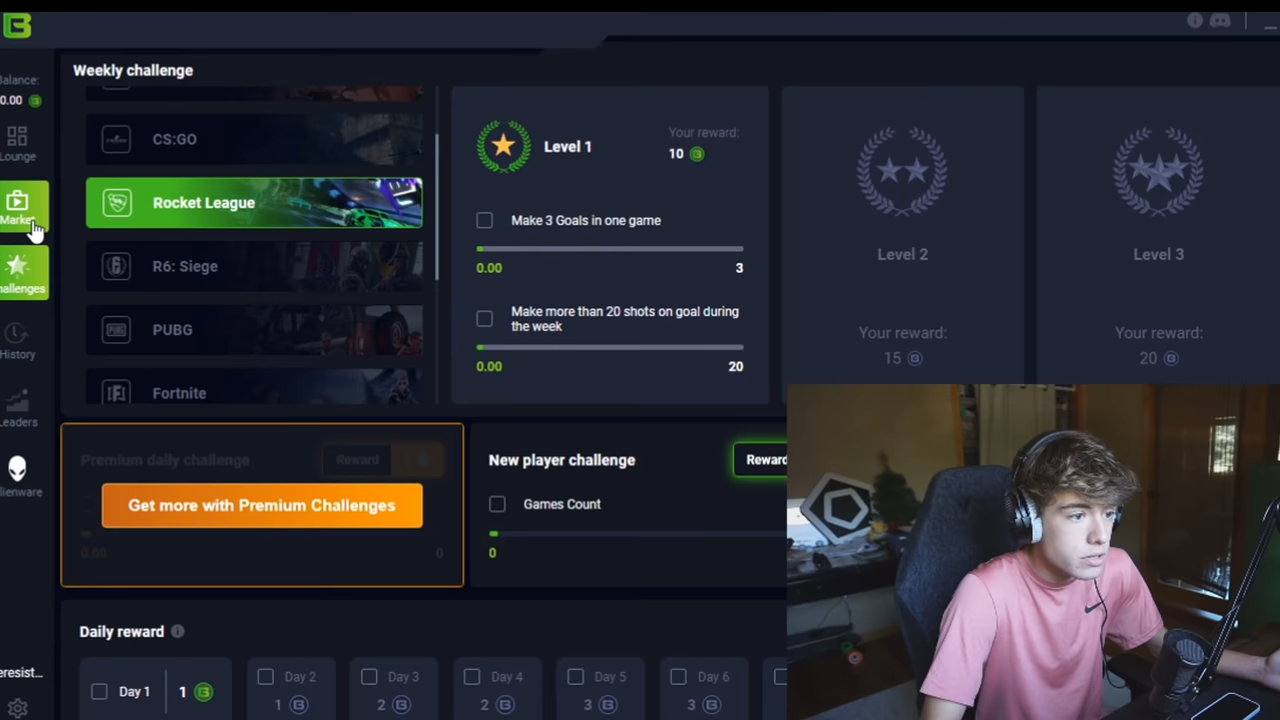 Weekly challenge
Balance:
0.00
Lounge
Market
Challenges
History
Leaders
Alienware
eresist...
CS:GO
Rocket League
R6: Siege
PUBG
Fortnite
Level 1
Your reward:
10
Make 3 Goals in one game
0.00 3
Make more than 20 shots on goal during
the week
0.00 20
Level 2
Your reward:
15
Level 3
Your reward:
20
Premium daily challenge Reward
Get more with Premium Challenges
0.00 0
New player challenge Reward
Games Count
0
Daily reward
Day 1 1
Day 2
1
Day 3
2
Day 4
2
Day 5
3
Day 6
3